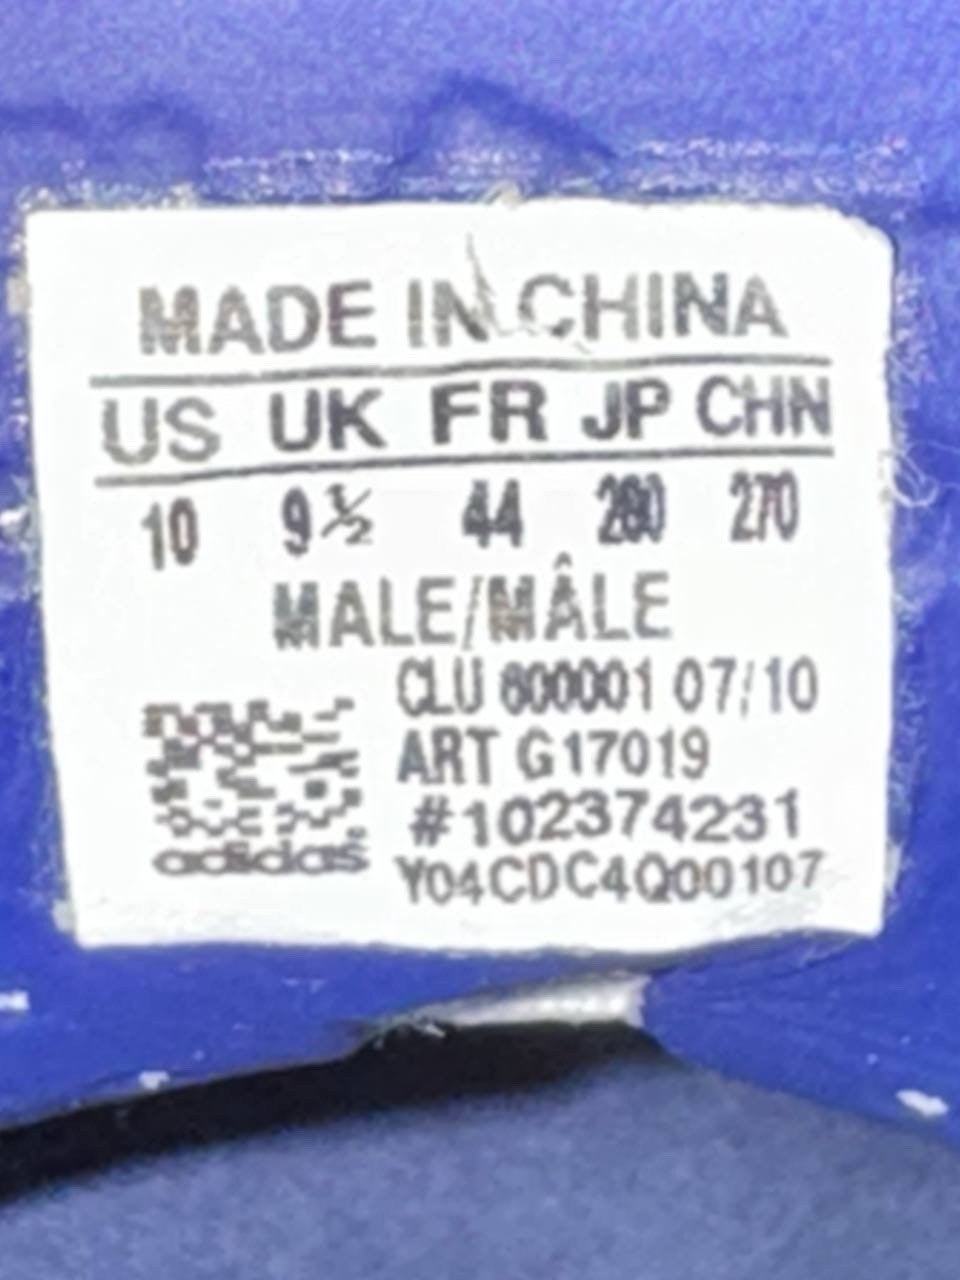 MADE IN CHINA
US UK FR JP CHN
10 9½ 44 280 270
MALE/MÂLE
CLU 600001 07/10
ART G17019
#102374231
Y04CDC4Q00107
adidas